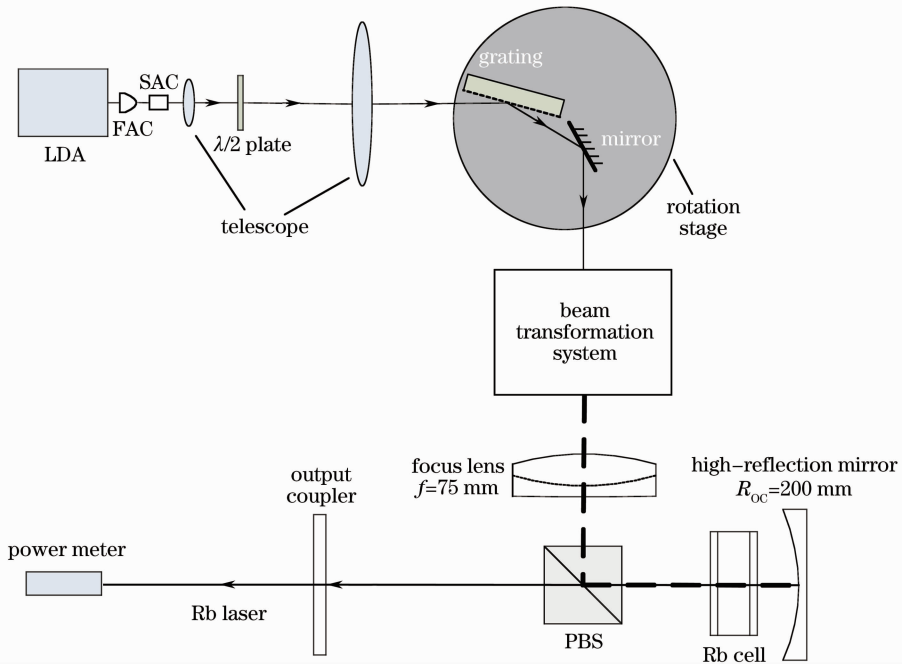 grating
SAC
FAC
λ/2 plate
mirror
LDA
telescope
rotation
stage
beam
transformation
system
focus lens
f=75 mm
high–reflection mirror
R_OC=200 mm
output
coupler
power meter
Rb laser
PBS
Rb cell